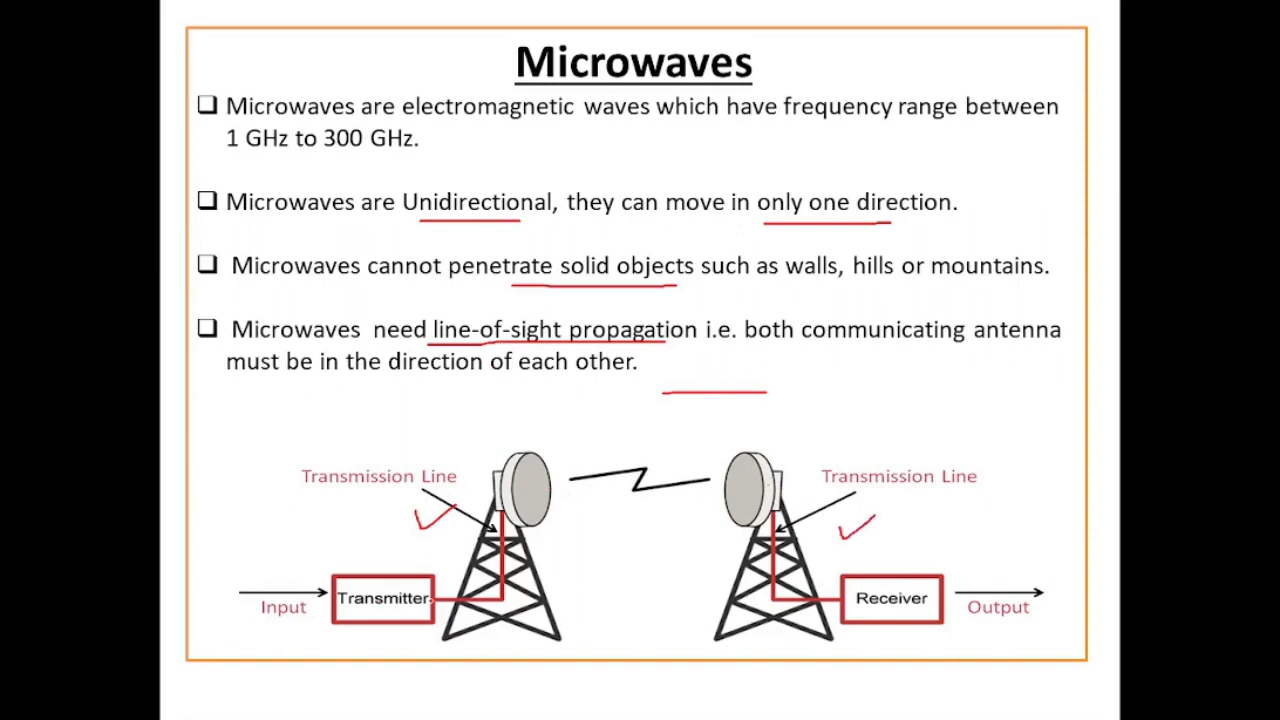 Microwaves
Microwaves are electromagnetic waves which have frequency range between
1 GHz to 300 GHz.
Microwaves are Unidirectional, they can move in only one direction.
Microwaves cannot penetrate solid objects such as walls, hills or mountains.
Microwaves need line-of-sight propagation i.e. both communicating antenna
must be in the direction of each other.
Transmission Line
Transmission Line
Input
Transmitter
Receiver
Output